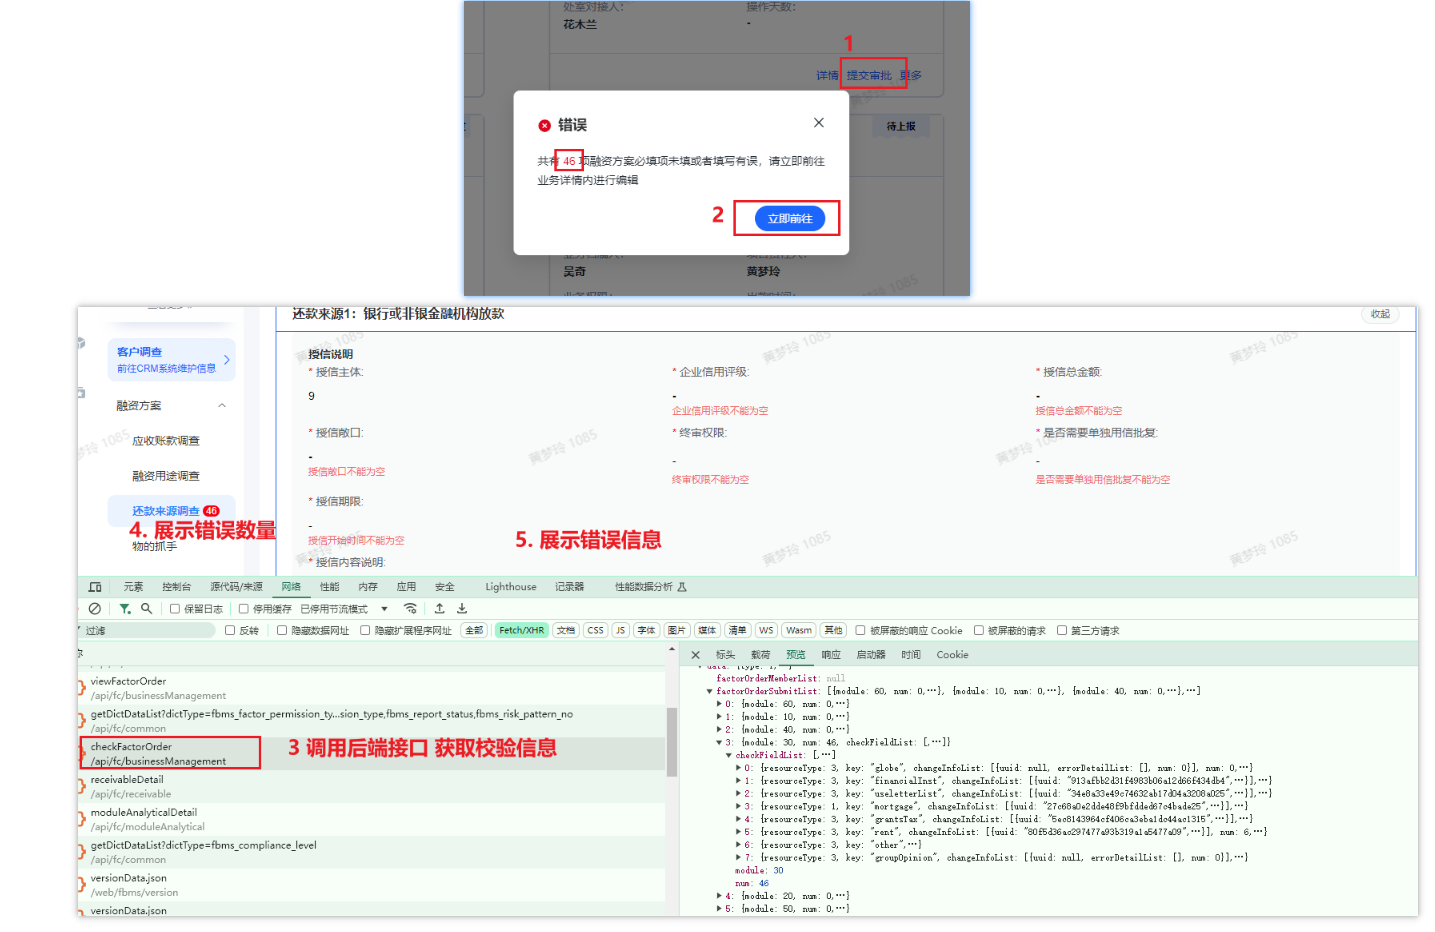 处室对接人:
操作天数:
花木兰
-
1
详情 提交审批 更多
待上报
错误
共有 46 项融资方案必填项未填或者填写有误，请立即前往
业务详情内进行编辑
2
立即前往
吴奇
黄梦玲
还款来源1：银行或非银金融机构放款
收起
客户调查
前往CRM系统维护信息
融资方案
应收账款调查
融资用途调查
还款来源调查 46
4. 展示错误数量
物的抓手
授信说明
* 授信主体:
* 企业信用评级:
* 授信总金额:
9
-
-
企业信用评级不能为空
授信总金额不能为空
* 授信敞口:
* 终审权限:
* 是否需要单独用信批复:
-
-
-
授信敞口不能为空
终审权限不能为空
是否需要单独用信批复不能为空
* 授信期限:
-
授信开始时间不能为空
5. 展示错误信息
* 授信内容说明:
黄梦玲 1085
元素 控制台 源代码/来源 网络 性能 内存 应用 安全 Lighthouse 记录器 性能数据分析
保留日志 停用缓存 已停用节流模式
过滤
反转 隐藏数据网址 隐藏扩展程序网址 全部 Fetch/XHR 文档 CSS JS 字体 图片 媒体 清单 WS Wasm 其他 被屏蔽的响应 Cookie 被屏蔽的请求 第三方请求
viewFactorOrder
/api/fc/businessManagement
getDictDataList?dictType=fbms_factor_permission_ty...sion_type,fbms_report_status,fbms_risk_pattern_no
/api/fc/common
checkFactorOrder
/api/fc/businessManagement
3 调用后端接口 获取校验信息
receivableDetail
/api/fc/receivable
moduleAnalyticalDetail
/api/fc/moduleAnalytical
getDictDataList?dictType=fbms_compliance_level
/api/fc/common
versionData.json
/web/fbms/version
versionData.json
标头 载荷 预览 响应 启动器 时间 Cookie
factorOrderMemberList: null
factorOrderSubmitList: [{module: 60, num: 0,…}, {module: 10, num: 0,…}, {module: 40, num: 0,…},…]
0: {module: 60, num: 0,…}
1: {module: 10, num: 0,…}
2: {module: 40, num: 0,…}
3: {module: 30, num: 46, checkFieldList: [,…]}
checkFieldList: [,…]
0: {resourceType: 3, key: "globe", changeInfoList: [{uuid: null, errorDetailList: [], num: 0}], num: 0,…}
1: {resourceType: 3, key: "financialInst", changeInfoList: [{uuid: "913afbb2d31f4983b06a12d66f434db4",…}],…}
2: {resourceType: 3, key: "useletterList", changeInfoList: [{uuid: "34e8a33e49c74632ab17d04a3208a025",…}],…}
3: {resourceType: 1, key: "mortgage", changeInfoList: [{uuid: "27c68a0e2dde48f9bfdded67c4bade25",…}],…}
4: {resourceType: 3, key: "grantsTax", changeInfoList: [{uuid: "5ec8143964cf406ca3eba1dc44ac1315",…}],…}
5: {resourceType: 3, key: "rent", changeInfoList: [{uuid: "80f5d36ac297477a93b319a1a5477a09",…}], num: 6,…}
6: {resourceType: 3, key: "other",…}
7: {resourceType: 3, key: "groupOpinion", changeInfoList: [{uuid: null, errorDetailList: [], num: 0}],…}
module: 30
num: 46
4: {module: 20, num: 0,…}
5: {module: 50, num: 0,…}